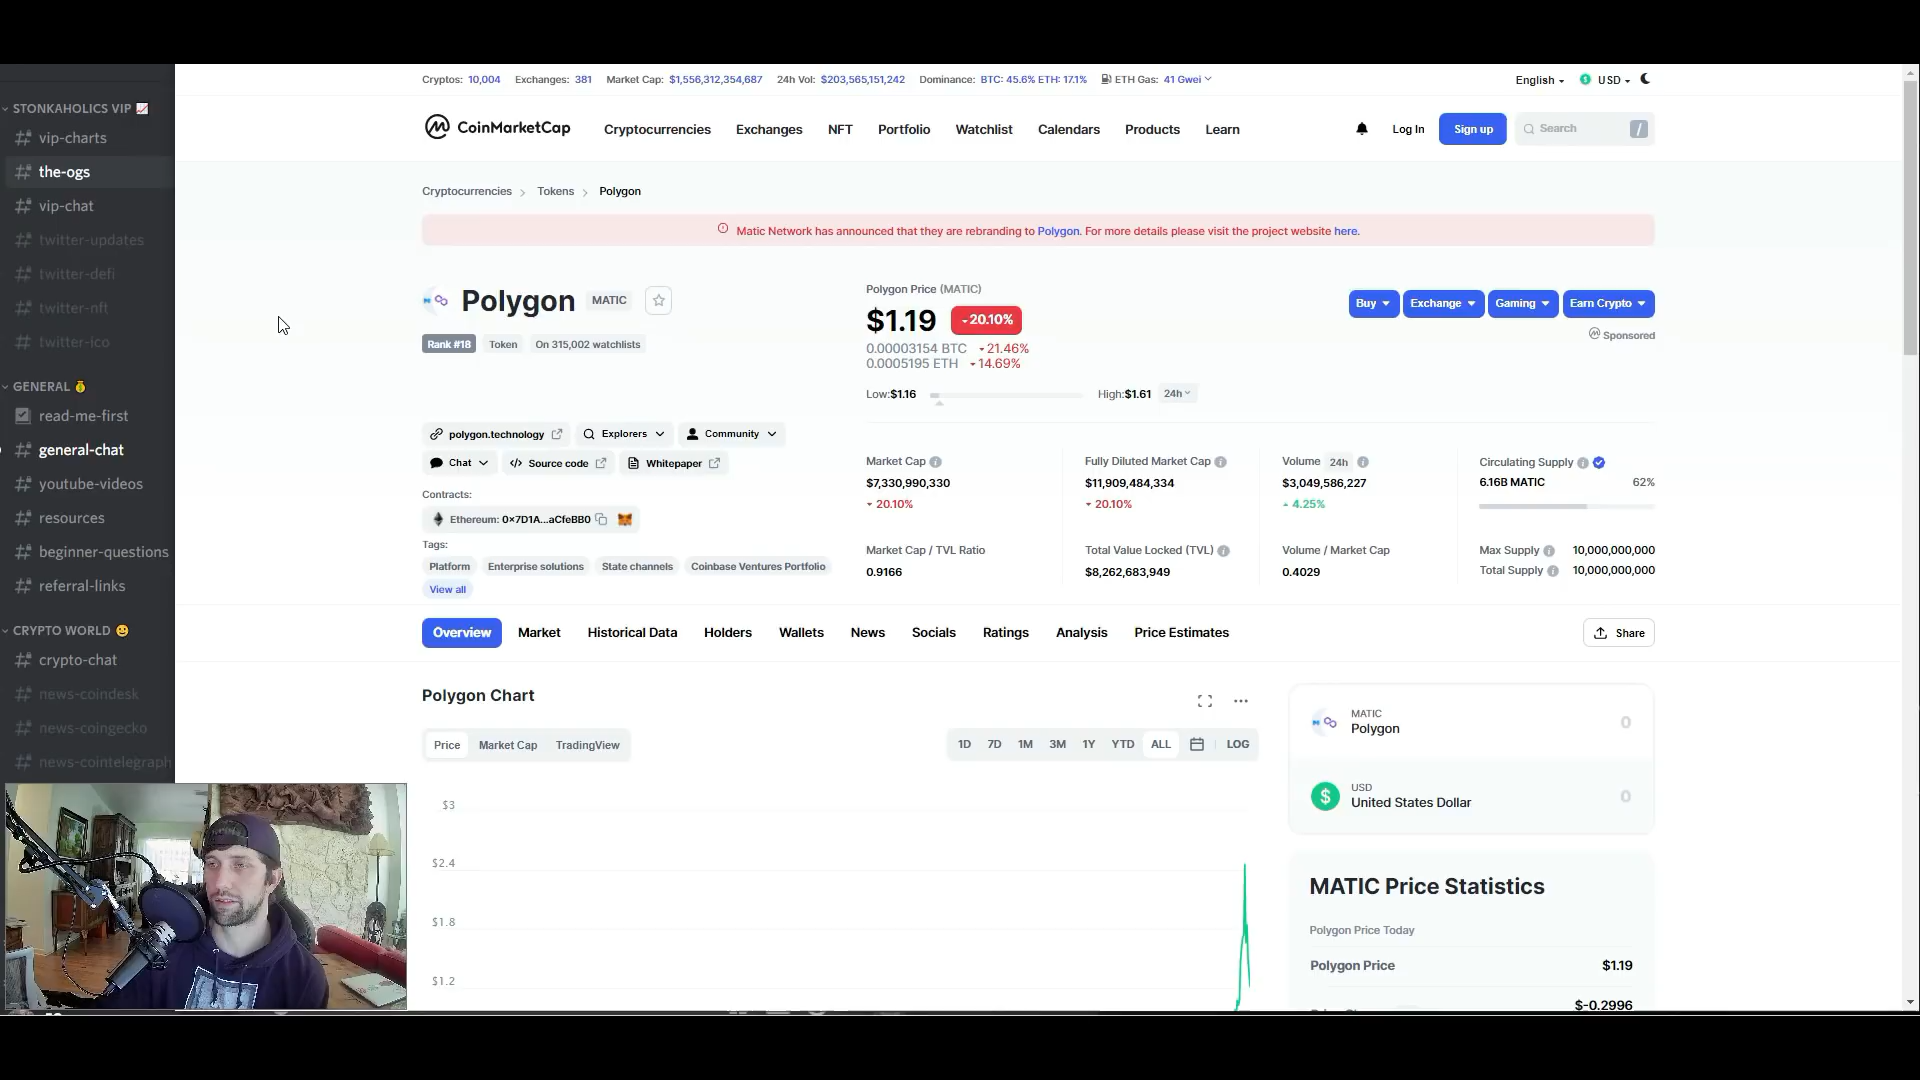 Cryptos: 10,004 Exchanges: 381 Market Cap: $1,556,312,354,687 24h Vol: $203,565,151,242 Dominance: BTC: 45.6% ETH: 17.1% ETH Gas: 41 Gwei English USD
STONKAHOLICS VIP
vip-charts
the-ogs
vip-chat
twitter-updates
twitter-defi
twitter-nft
twitter-ico
GENERAL
read-me-first
general-chat
youtube-videos
resources
beginner-questions
referral-links
CRYPTO WORLD
crypto-chat
news-coindesk
news-coingecko
news-cointelegraph
CoinMarketCap Cryptocurrencies Exchanges NFT Portfolio Watchlist Calendars Products Learn Log In Sign up Search /
Cryptocurrencies > Tokens > Polygon
Matic Network has announced that they are rebranding to Polygon. For more details please visit the project website here.
Polygon MATIC
Rank #18 Token On 315,002 watchlists
polygon.technology Explorers Community
Chat Source code Whitepaper
Contracts:
Ethereum: 0x7D1A...aCfeBB0
Tags:
Platform Enterprise solutions State channels Coinbase Ventures Portfolio
View all
Polygon Price (MATIC)
$1.19 20.10%
0.00003154 BTC 21.46%
0.0005195 ETH 14.69%
Low:$1.16 High:$1.61 24h
Buy Exchange Gaming Earn Crypto
Sponsored
Market Cap
$7,330,990,330
20.10%
Fully Diluted Market Cap
$11,909,484,334
20.10%
Volume 24h
$3,049,586,227
4.25%
Circulating Supply
6.16B MATIC 62%
Market Cap / TVL Ratio
0.9166
Total Value Locked (TVL)
$8,262,683,949
Volume / Market Cap
0.4029
Max Supply 10,000,000,000
Total Supply 10,000,000,000
Overview Market Historical Data Holders Wallets News Socials Ratings Analysis Price Estimates Share
Polygon Chart
Price Market Cap TradingView 1D 7D 1M 3M 1Y YTD ALL LOG
$3
$2.4
$1.8
$1.2
MATIC
Polygon 0
USD
United States Dollar 0
MATIC Price Statistics
Polygon Price Today
Polygon Price $1.19
$-0.2996